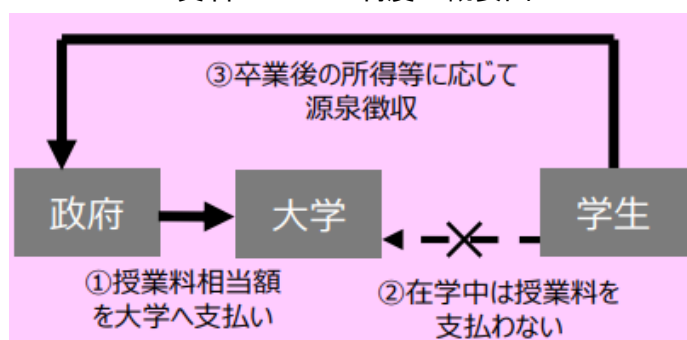 ③卒業後の所得等に応じて
源泉徴収
政府
大学
学生
①授業料相当額
を大学へ支払い
②在学中は授業料を
支払わない